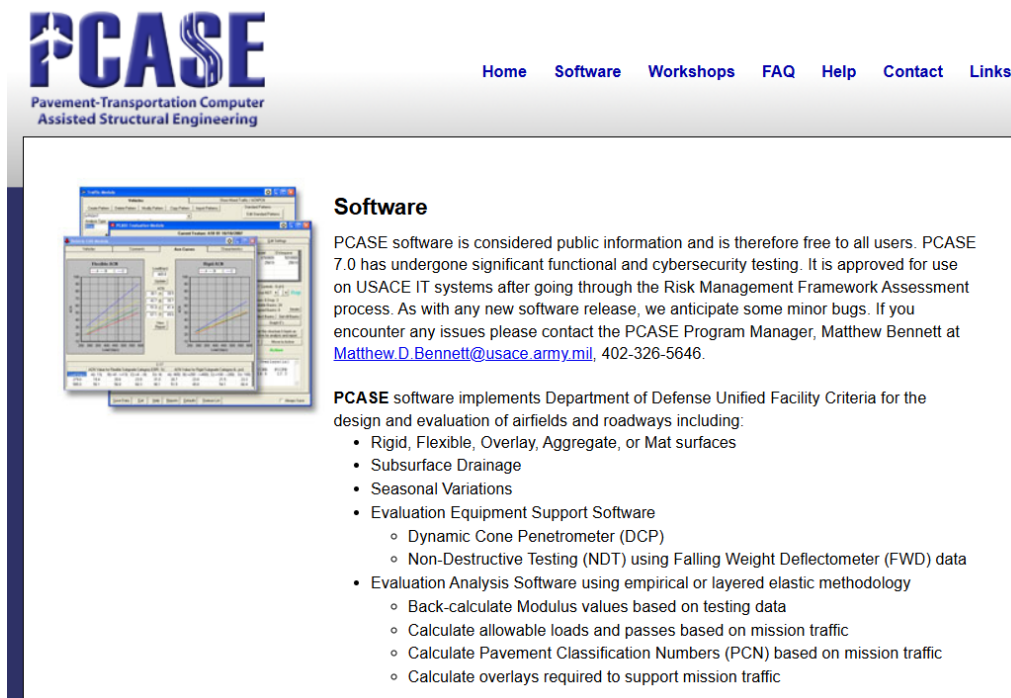 PCASE
Pavement-Transportation Computer
Assisted Structural Engineering
Home Software Workshops FAQ Help Contact Links
Software
PCASE software is considered public information and is therefore free to all users. PCASE
7.0 has undergone significant functional and cybersecurity testing. It is approved for use
on USACE IT systems after going through the Risk Management Framework Assessment
process. As with any new software release, we anticipate some minor bugs. If you
encounter any issues please contact the PCASE Program Manager, Matthew Bennett at
Matthew.D.Bennett@usace.army.mil, 402-326-5646.
PCASE software implements Department of Defense Unified Facility Criteria for the
design and evaluation of airfields and roadways including:
• Rigid, Flexible, Overlay, Aggregate, or Mat surfaces
• Subsurface Drainage
• Seasonal Variations
• Evaluation Equipment Support Software
◦ Dynamic Cone Penetrometer (DCP)
◦ Non-Destructive Testing (NDT) using Falling Weight Deflectometer (FWD) data
• Evaluation Analysis Software using empirical or layered elastic methodology
◦ Back-calculate Modulus values based on testing data
◦ Calculate allowable loads and passes based on mission traffic
◦ Calculate Pavement Classification Numbers (PCN) based on mission traffic
◦ Calculate overlays required to support mission traffic